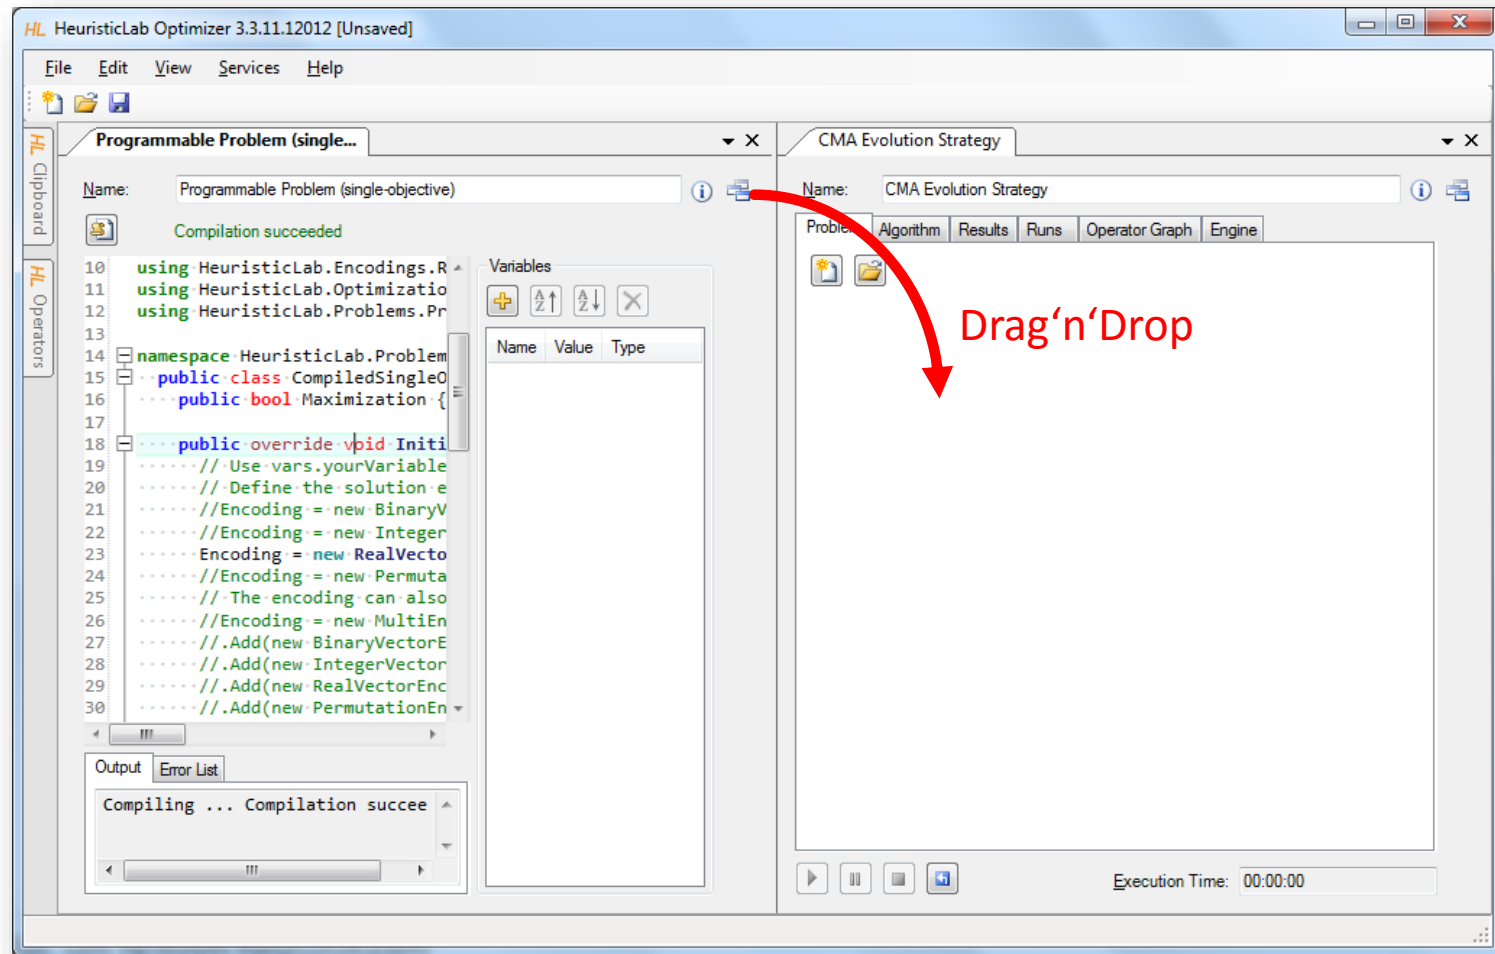 HL HeuristicLab Optimizer 3.3.11.12012 [Unsaved]
File Edit View Services Help
HL Clipboard
HL Operators
Programmable Problem (single...
Name: Programmable Problem (single-objective)
Compilation succeeded
10 using HeuristicLab.Encodings.R
11 using HeuristicLab.Optimizatio
12 using HeuristicLab.Problems.Pr
13
14 namespace HeuristicLab.Problem
15 public class CompiledSingleO
16 public bool Maximization {
17
18 public override void Initi
19 // Use vars.yourVariable
20 // Define the solution e
21 //Encoding = new BinaryV
22 //Encoding = new Integer
23 Encoding = new RealVecto
24 //Encoding = new Permuta
25 // The encoding can also
26 //Encoding = new MultiEn
27 //.Add(new BinaryVectorE
28 //.Add(new IntegerVector
29 //.Add(new RealVectorEnc
30 //.Add(new PermutationEn
Variables
Name Value Type
Output Error List
Compiling ... Compilation succee
CMA Evolution Strategy
Name: CMA Evolution Strategy
Problem Algorithm Results Runs Operator Graph Engine
Drag‘n‘Drop
Execution Time: 00:00:00